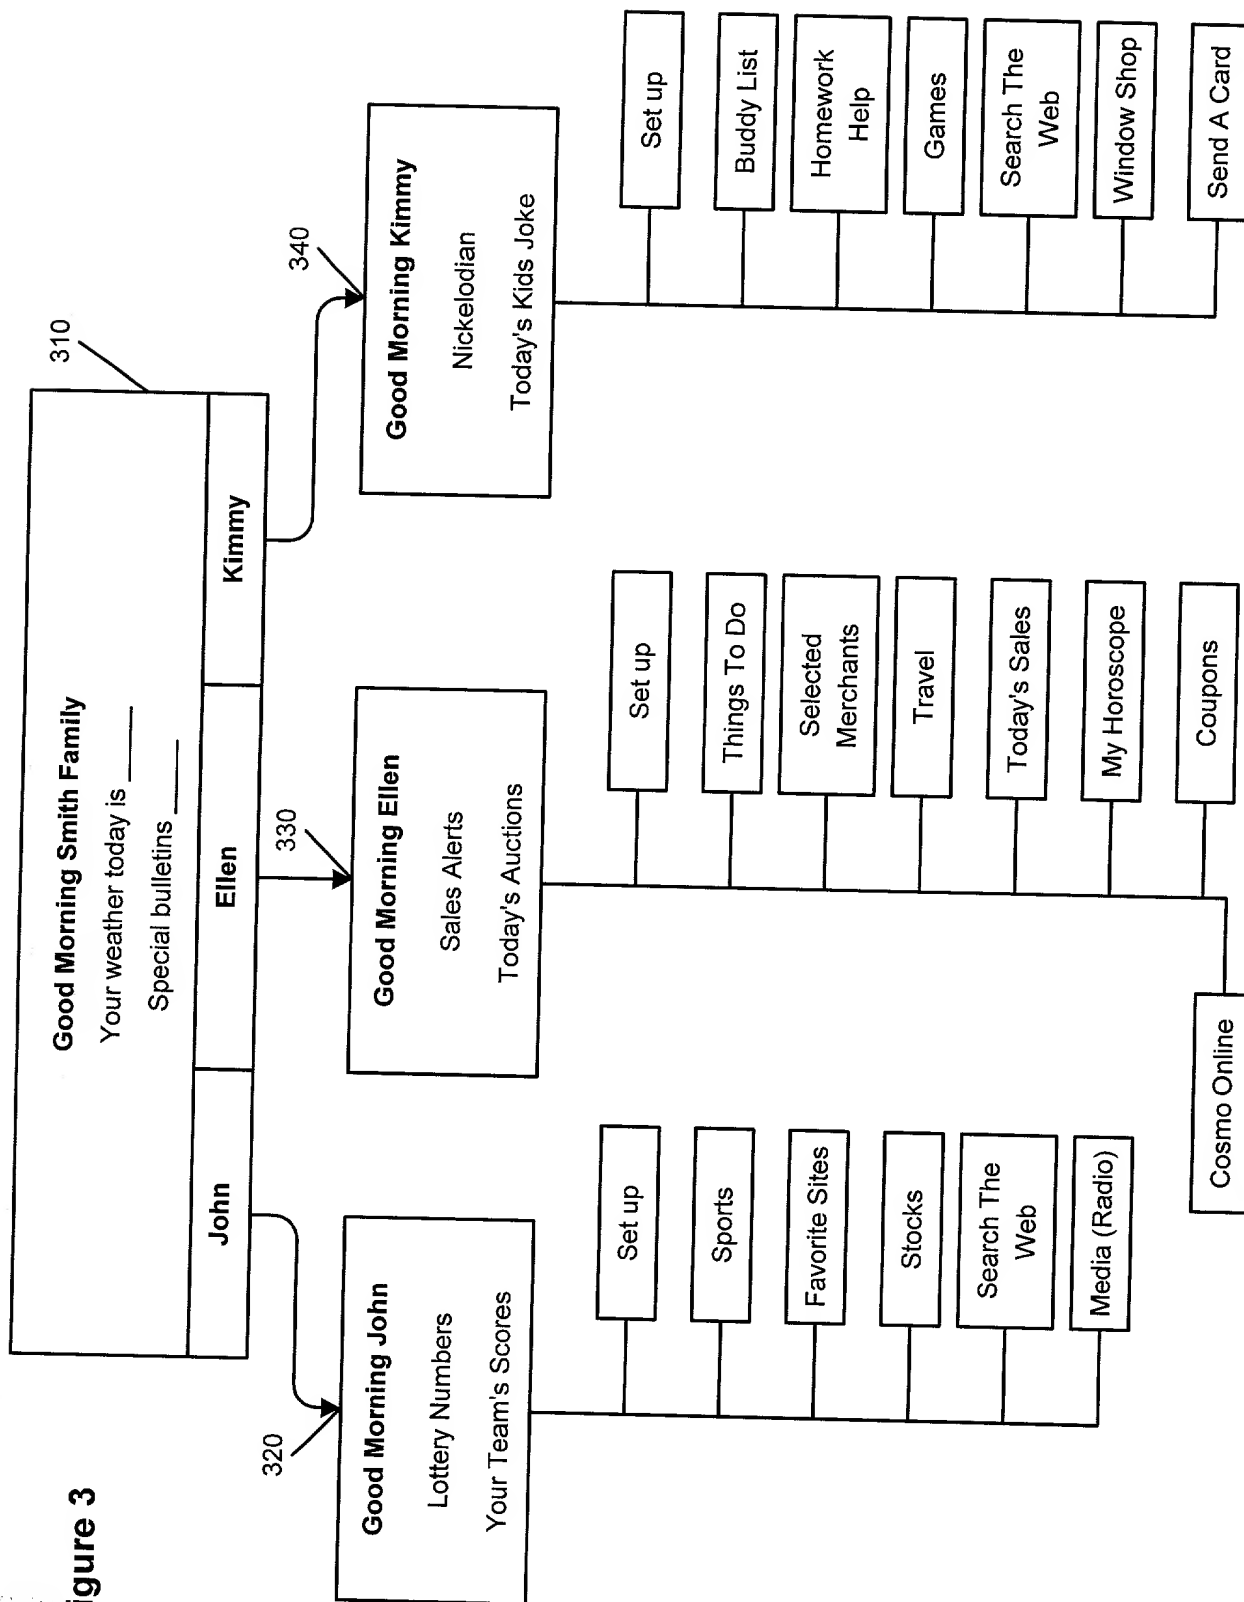 igure 3
310
Good Morning Smith Family
Your weather today is ____
Special bulletins ____
John
Ellen
Kimmy
320
Good Morning John
Lottery Numbers
Your Team's Scores
Set up
Sports
Favorite Sites
Stocks
Search The
Web
Media (Radio)
330
Good Morning Ellen
Sales Alerts
Today's Auctions
Set up
Things To Do
Selected
Merchants
Travel
Today's Sales
My Horoscope
Coupons
Cosmo Online
340
Good Morning Kimmy
Nickelodian
Today's Kids Joke
Set up
Buddy List
Homework
Help
Games
Search The
Web
Window Shop
Send A Card